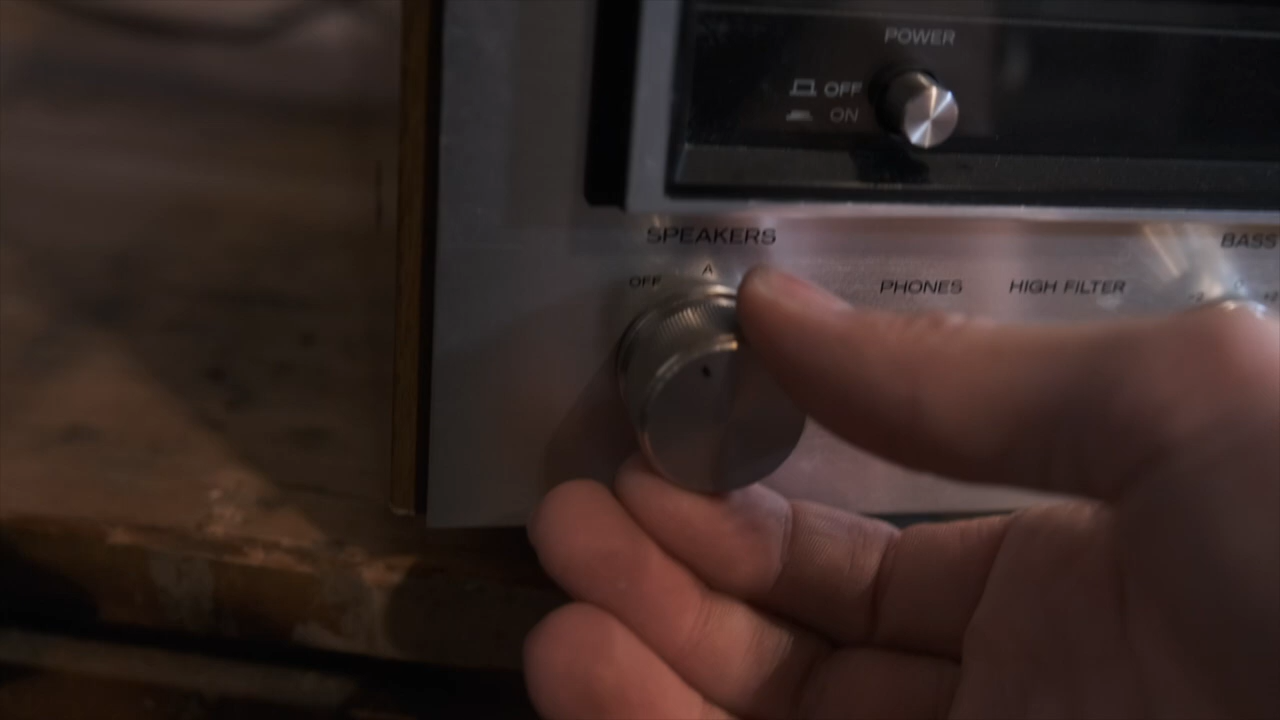 POWER
OFF
ON
SPEAKERS
BASS
OFF
A
PHONES
HIGH FILTER